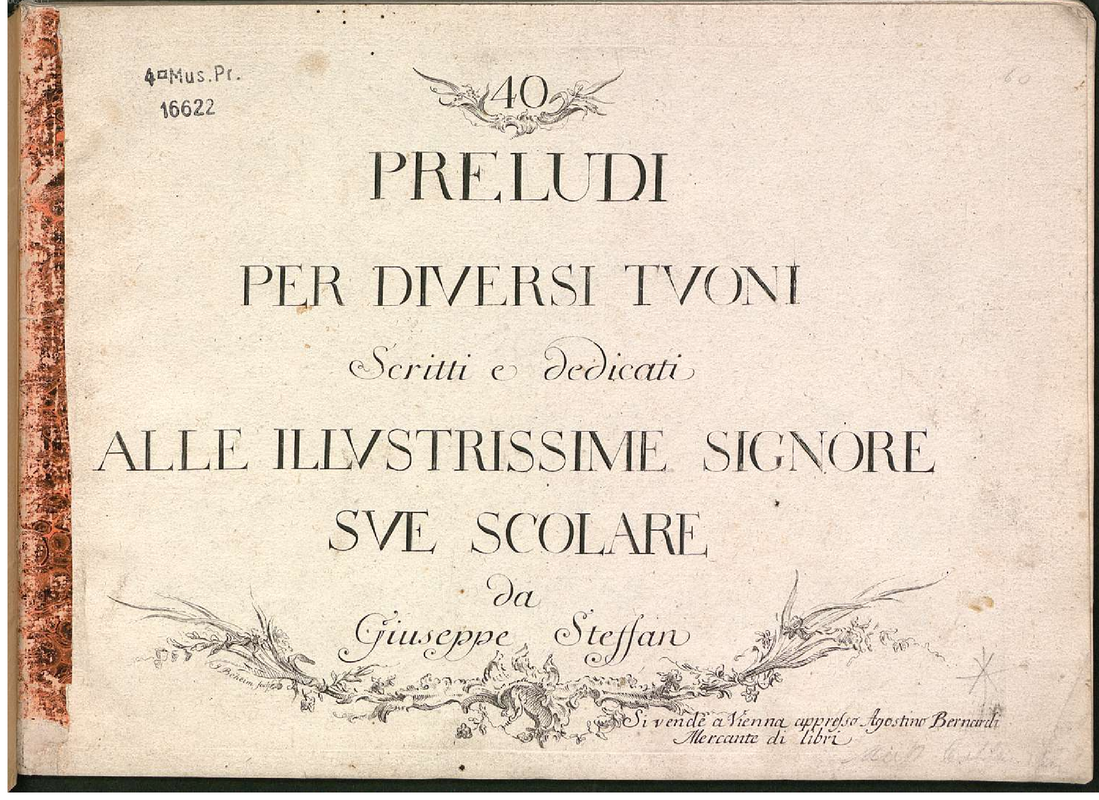 4□Mus.Pr.
16622
40
PRELUDI
PER DIVERSI TVONI
Scritti e dedicati
ALLE ILLVSTRISSIME SIGNORE
SVE SCOLARE
da
Giuseppe Steffan
Si vende a Vienna appresso Agostino Bernardi
Mercante di libri